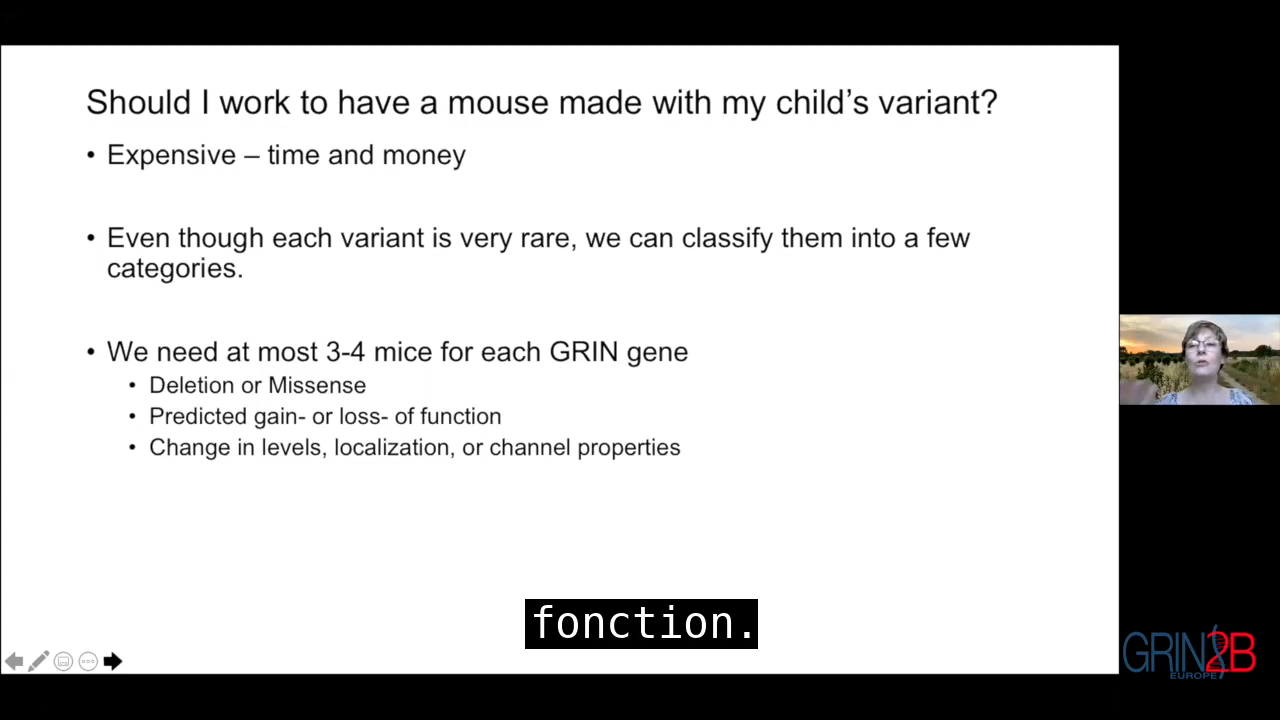 Should I work to have a mouse made with my child's variant?
• Expensive – time and money
• Even though each variant is very rare, we can classify them into a few
categories.
• We need at most 3-4 mice for each GRIN gene
• Deletion or Missense
• Predicted gain- or loss- of function
• Change in levels, localization, or channel properties
fonction.
GRIN2B
EUROPE